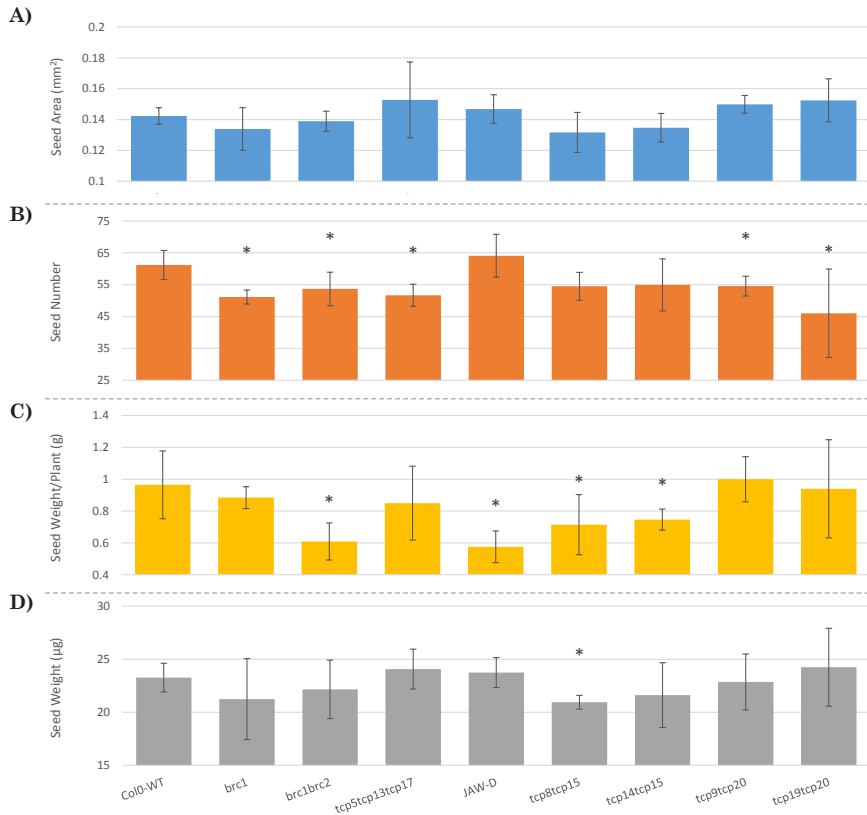 A)
Seed Area (mm²)
0.2
0.18
0.16
0.14
0.12
0.1
B)
Seed Number
75
65
55
45
35
25
* * * * *
C)
Seed Weight/Plant (g)
1.4
1.2
1
0.8
0.6
0.4
* * * *
D)
Seed Weight (µg)
30
25
20
15
*
Col0-WT
brc1
brc1brc2
tcp5tcp13tcp17
JAW-D
tcp8tcp15
tcp14tcp15
tcp9tcp20
tcp19tcp20